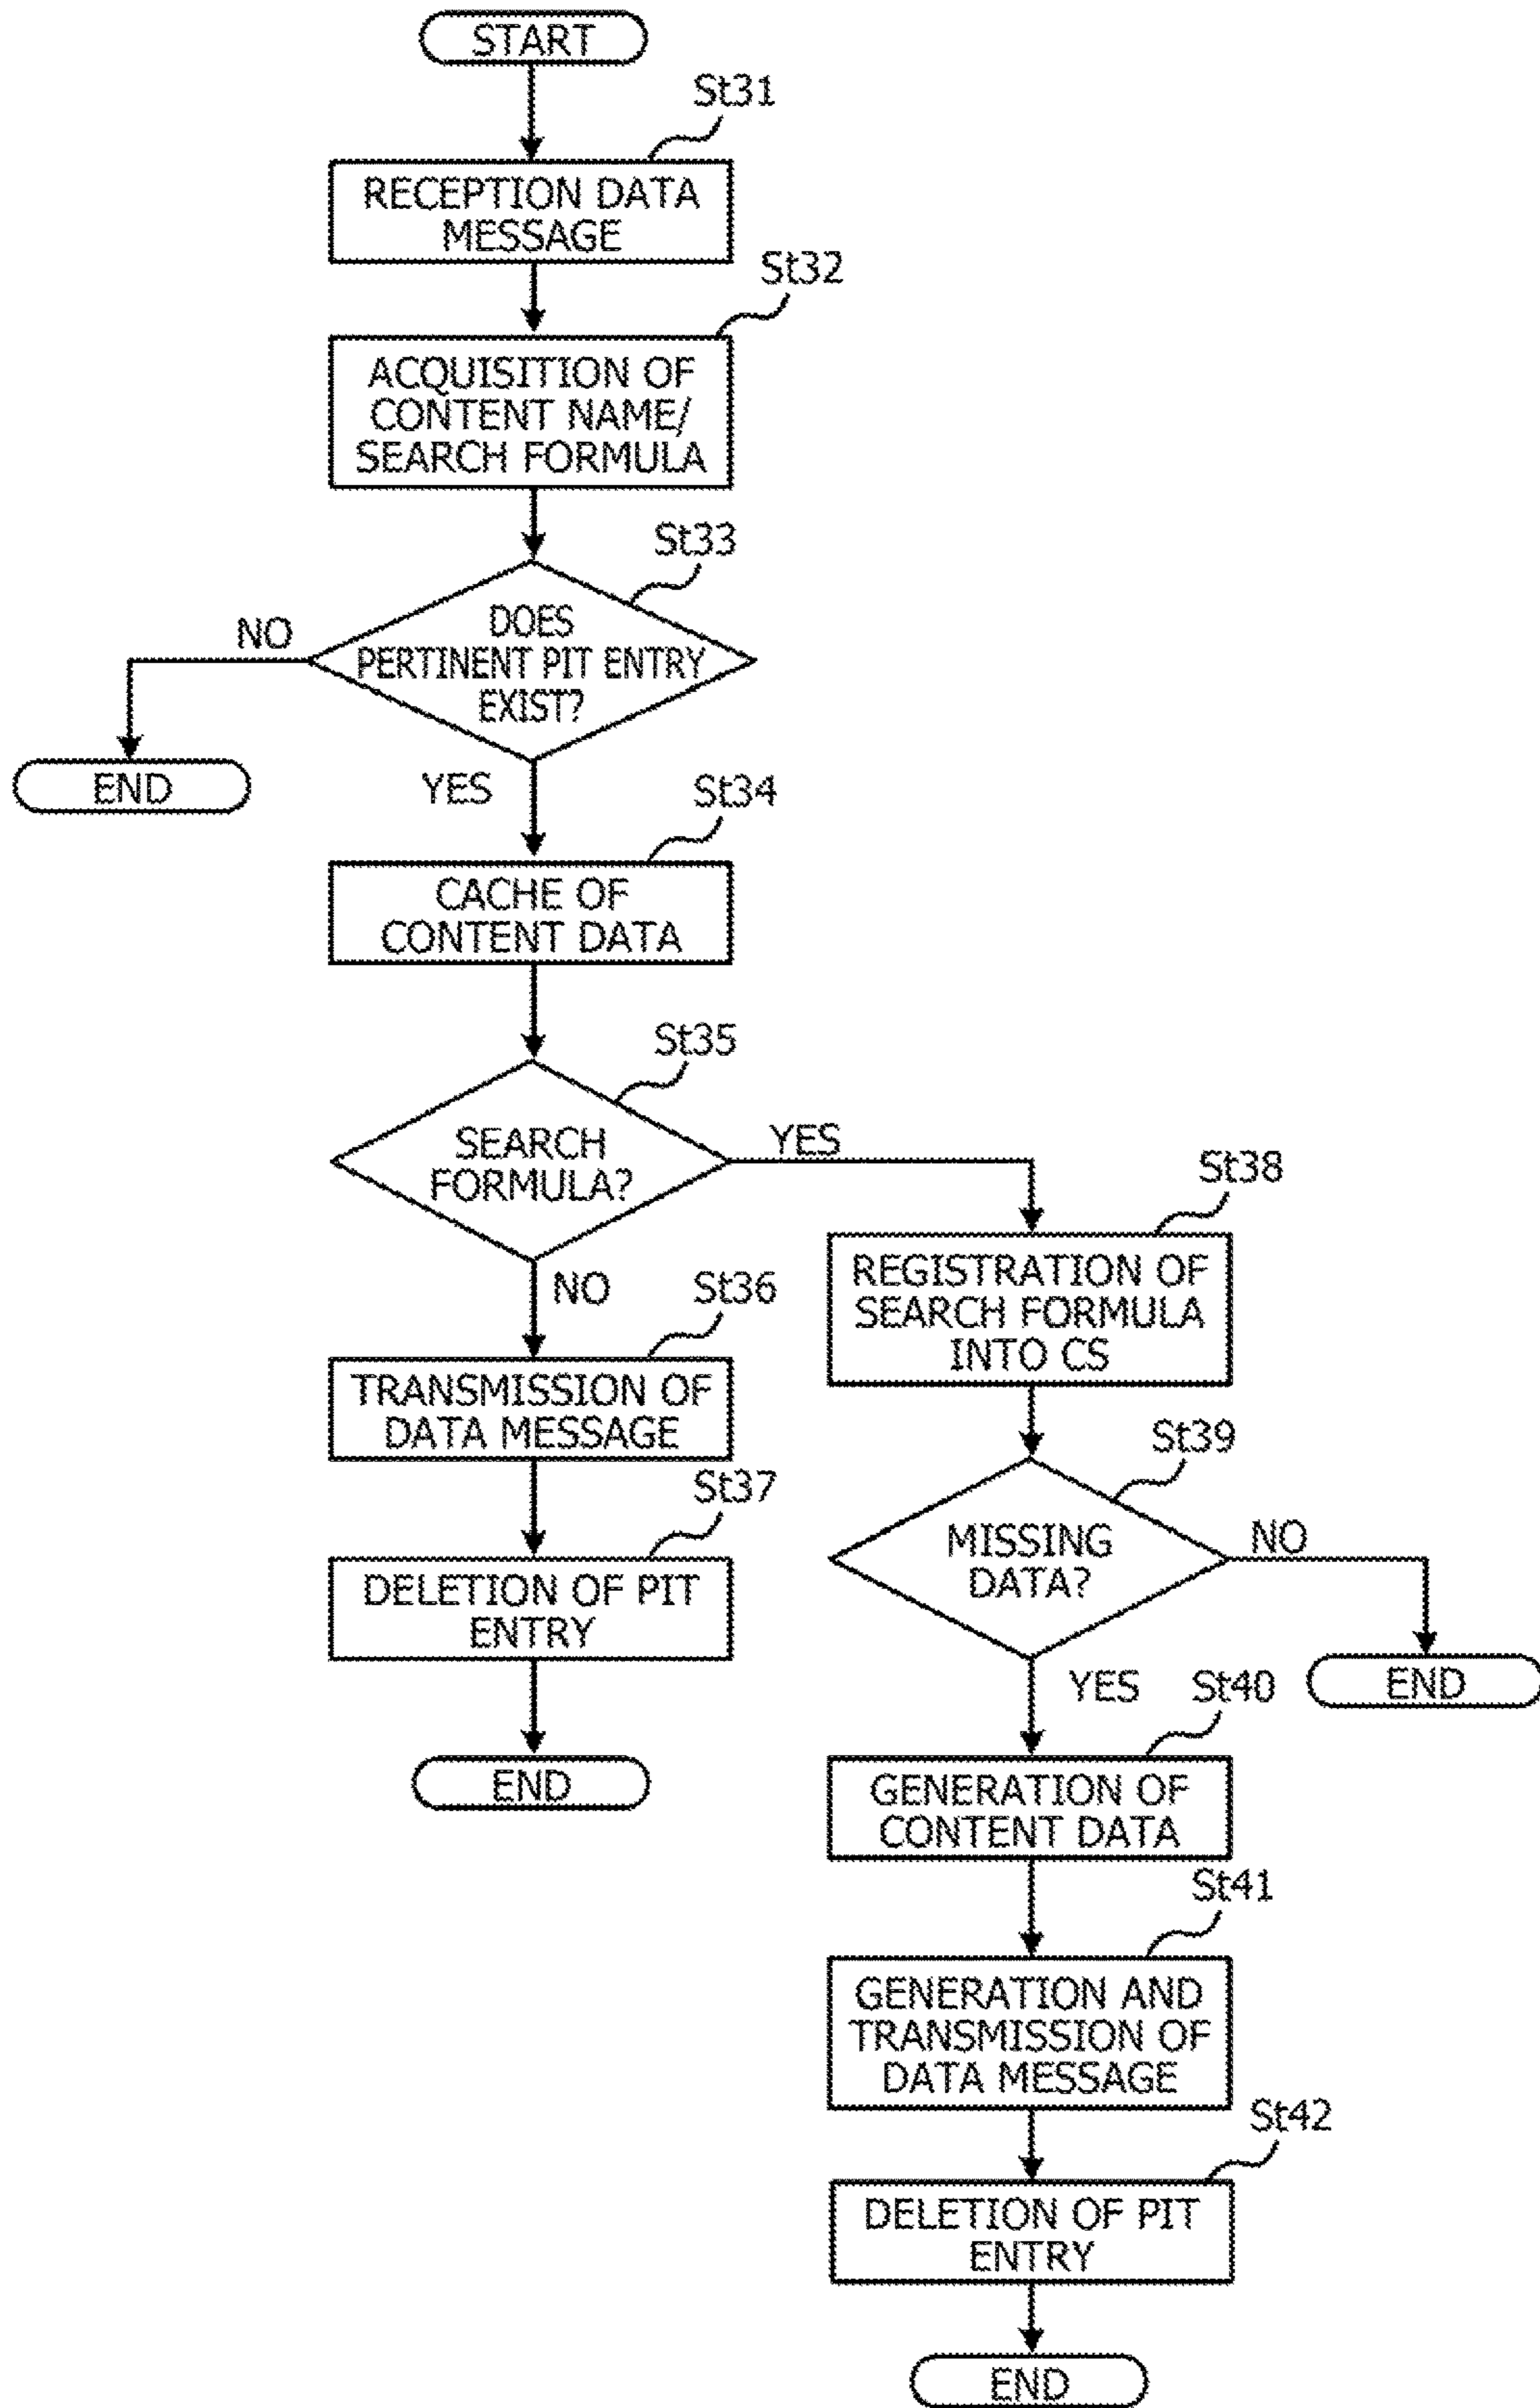 START
St31
RECEPTION DATA
MESSAGE
St32
ACQUISITION OF
CONTENT NAME/
SEARCH FORMULA
St33
DOES
PERTINENT PIT ENTRY
EXIST?
NO
END
YES
St34
CACHE OF
CONTENT DATA
St35
SEARCH
FORMULA?
YES
NO
St36
TRANSMISSION OF
DATA MESSAGE
St37
DELETION OF PIT
ENTRY
END
St38
REGISTRATION OF
SEARCH FORMULA
INTO CS
St39
MISSING
DATA?
NO
END
YES
St40
GENERATION OF
CONTENT DATA
St41
GENERATION AND
TRANSMISSION OF
DATA MESSAGE
St42
DELETION OF PIT
ENTRY
END